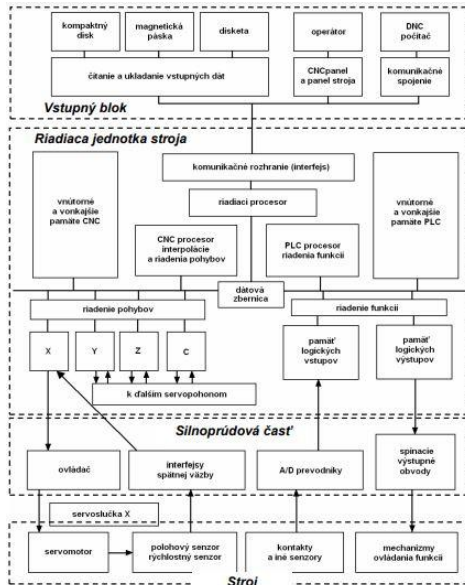 kompaktný
disk
magnetická
páska
disketa
operátor
DNC
počítač
čítanie a ukladanie vstupných dát
CNCpanel
a panel stroja
komunikačné
spojenie
Vstupný blok
Riadiaca jednotka stroja
komunikačné rozhranie (interfejs)
riadiaci procesor
vnútorné
a vonkajšie
pamäte CNC
CNC procesor
interpolácie
a riadenia pohybov
PLC procesor
riadenia funkcií
vnútorné
a vonkajšie
pamäte PLC
dátová
zbernica
riadenie pohybov
riadenie funkcií
X
Y
Z
C
pamäť
logických
vstupov
pamäť
logických
výstupov
k ďalším servopohonom
Silnoprúdová časť
ovládač
interfejsy
spätnej väzby
A/D prevodníky
spínacie
výstupné
obvody
servoslučka X
servomotor
polohový senzor
rýchlostný senzor
kontakty
a iné senzory
mechanizmy
ovládania funkcií
Stroj